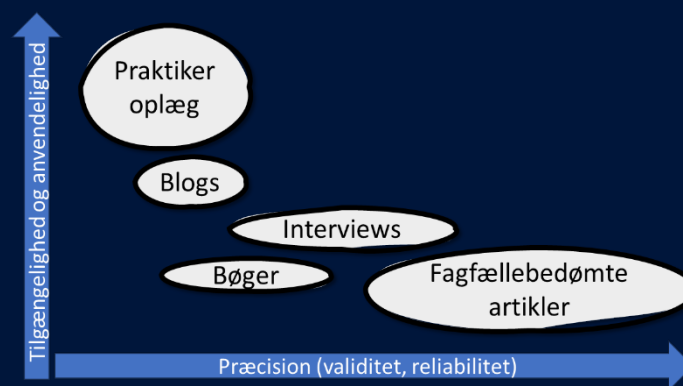 Tilgængelighed og anvendelighed
Praktiker
oplæg
Blogs
Interviews
Bøger
Fagfællebedømte
artikler
Præcision (validitet, reliabilitet)